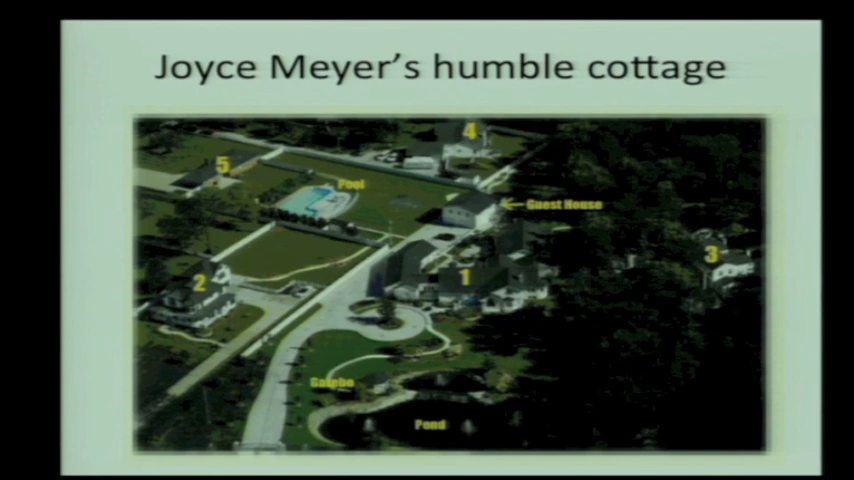 Joyce Meyer's humble cottage
4
5
Pool
Guest House
3
1
2
Gazebo
Pond